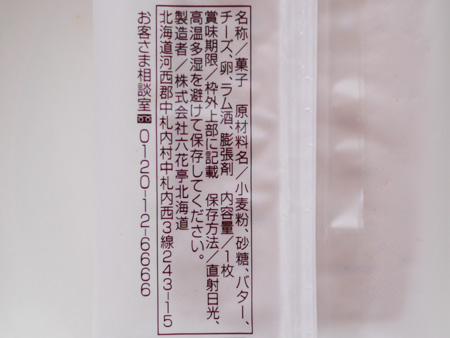 名称/菓子　原材料名/小麦粉、砂糖、バター、
チーズ、卵、ラム酒、膨張剤　内容量/1枚
賞味期限/枠外上部に記載　保存方法/直射日光、
高温多湿を避けて保存してください。
製造者/株式会社六花亭北海道
北海道河西郡中札内村中札内西3線243-15
お客さま相談室 0120-12-6666